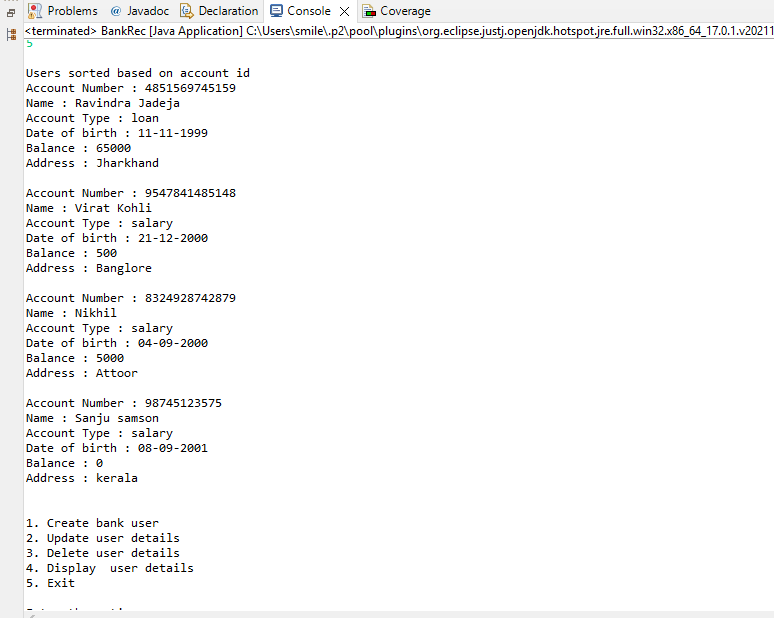 Problems @ Javadoc Declaration Console Coverage
<terminated> BankRec [Java Application] C:\Users\smile\.p2\pool\plugins\org.eclipse.justj.openjdk.hotspot.jre.full.win32.x86_64_17.0.1.v20211
5
Users sorted based on account id
Account Number : 4851569745159
Name : Ravindra Jadeja
Account Type : loan
Date of birth : 11-11-1999
Balance : 65000
Address : Jharkhand
Account Number : 9547841485148
Name : Virat Kohli
Account Type : salary
Date of birth : 21-12-2000
Balance : 500
Address : Banglore
Account Number : 8324928742879
Name : Nikhil
Account Type : salary
Date of birth : 04-09-2000
Balance : 5000
Address : Attoor
Account Number : 98745123575
Name : Sanju samson
Account Type : salary
Date of birth : 08-09-2001
Balance : 0
Address : kerala
1. Create bank user
2. Update user details
3. Delete user details
4. Display  user details
5. Exit